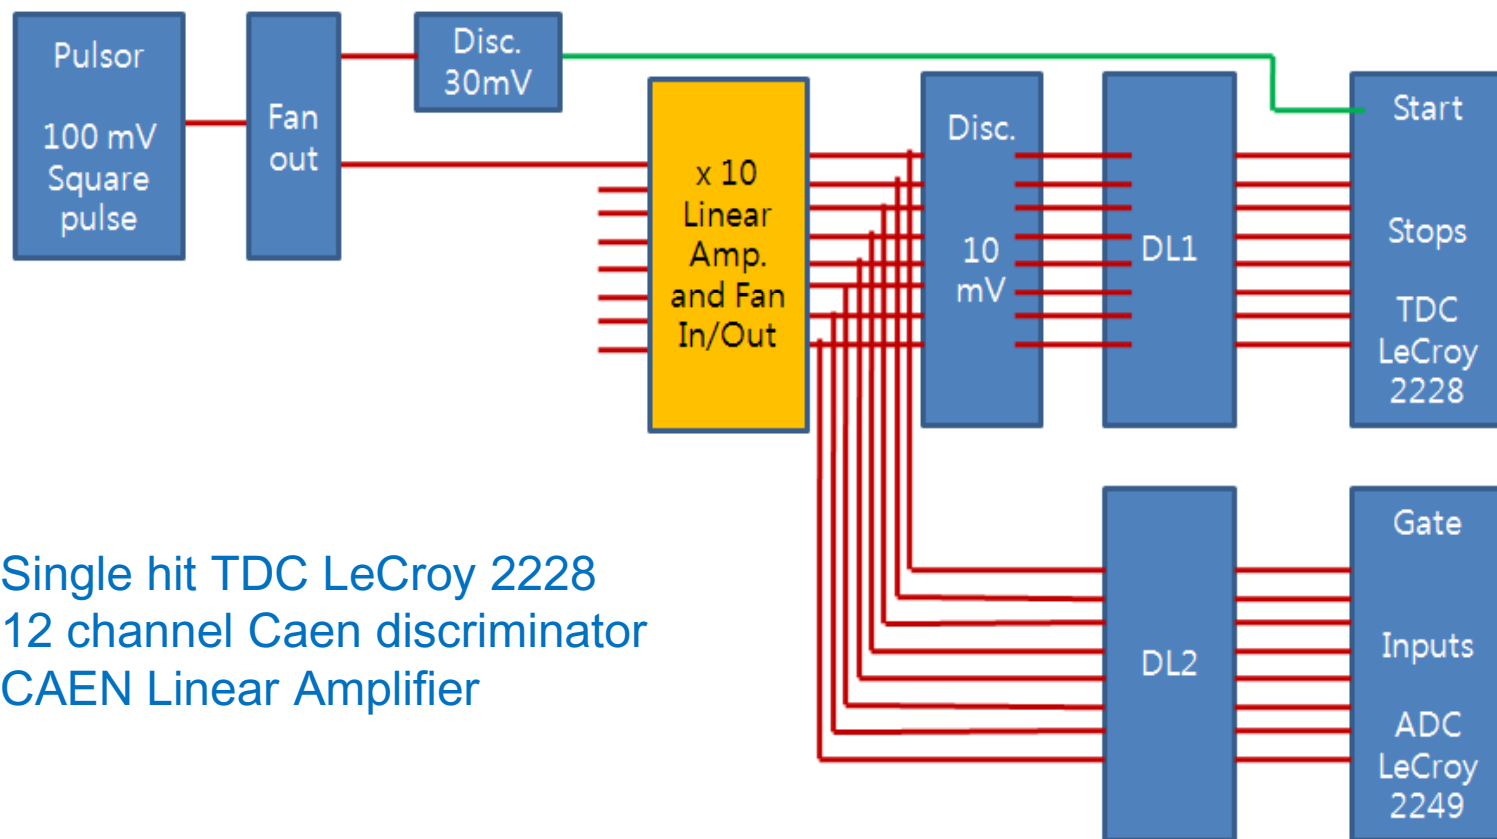 Pulsor
100 mV
Square
pulse
Fan
out
Disc.
30mV
x 10
Linear
Amp.
and Fan
In/Out
Disc.
10
mV
DL1
Start
Stops
TDC
LeCroy
2228
Single hit TDC LeCroy 2228
12 channel Caen discriminator
CAEN Linear Amplifier
DL2
Gate
Inputs
ADC
LeCroy
2249